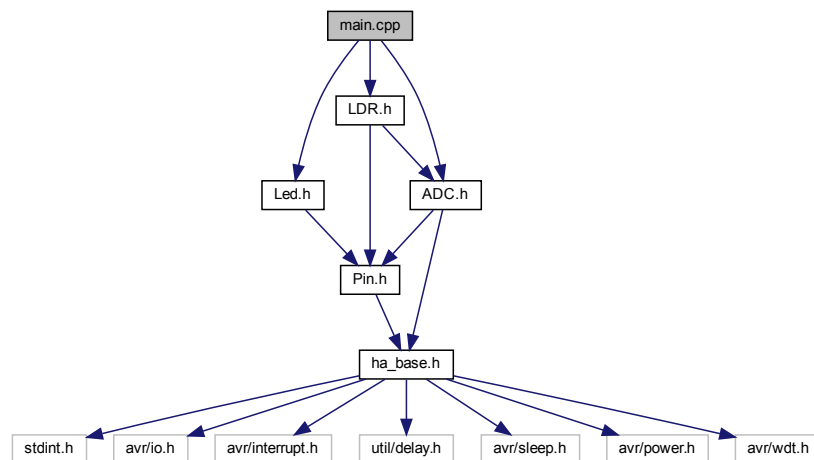 main.cpp
LDR.h
Led.h
ADC.h
Pin.h
ha_base.h
stdint.h
avr/io.h
avr/interrupt.h
util/delay.h
avr/sleep.h
avr/power.h
avr/wdt.h